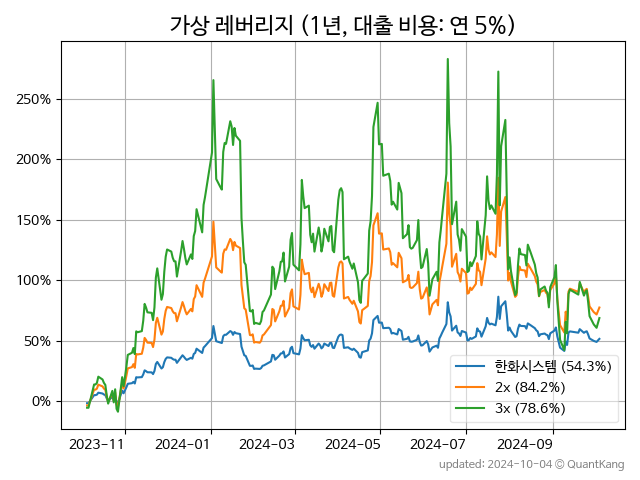 가상 레버리지 (1년, 대출 비용: 연 5%)
250%
200%
150%
100%
50%
0%
한화시스템 (54.3%)
2x (84.2%)
3x (78.6%)
2023-11 2024-01 2024-03 2024-05 2024-07 2024-09
updated: 2024-10-04 © QuantKang